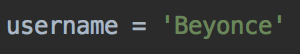 username = 'Beyonce'